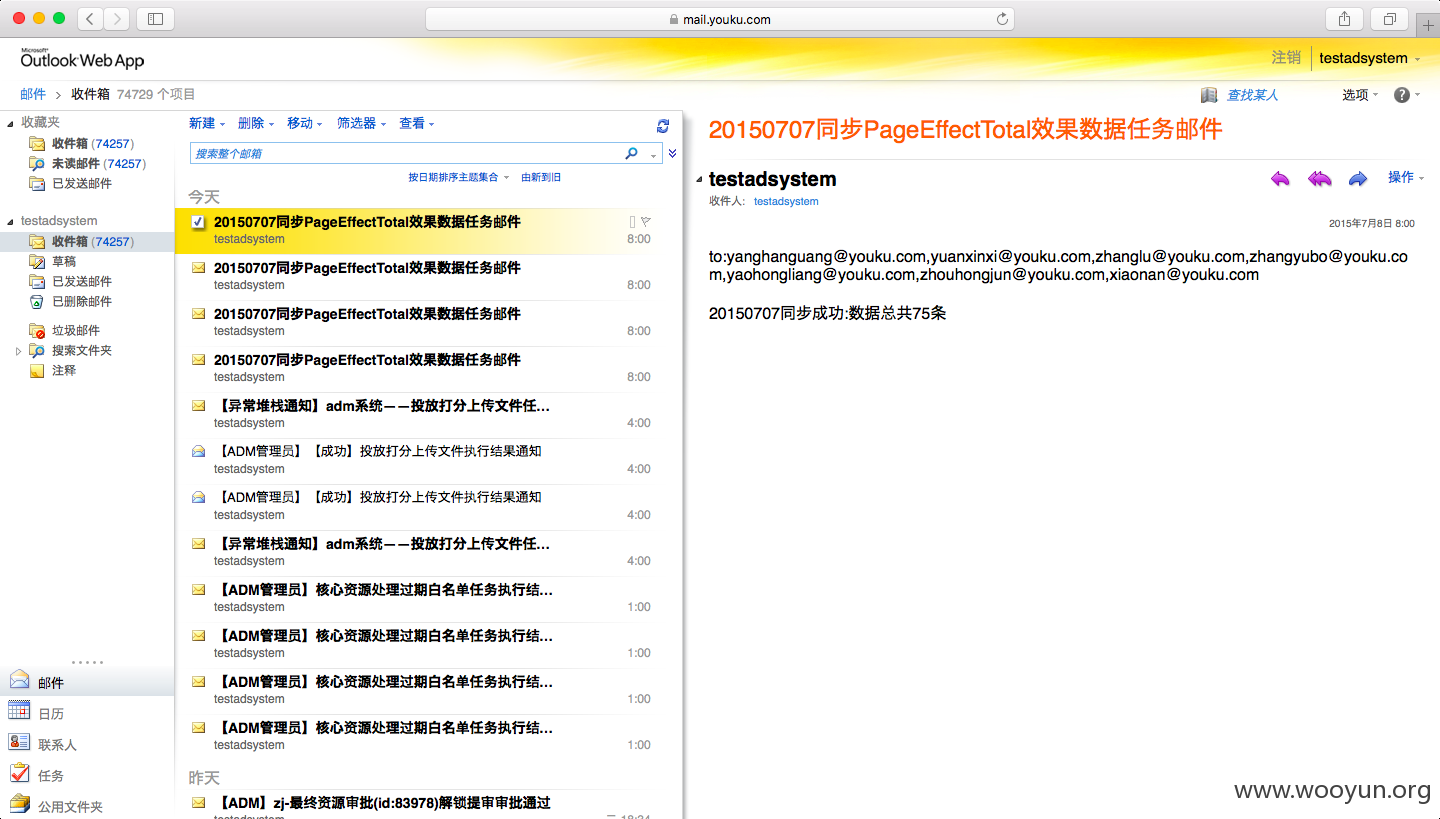 mail.youku.com
Microsoft®
Outlook Web App
注销
testadsystem
邮件 > 收件箱 74729 个项目
查找某人
选项
收藏夹
收件箱 (74257)
未读邮件 (74257)
已发送邮件
testadsystem
收件箱 (74257)
草稿
已发送邮件
已删除邮件
垃圾邮件
搜索文件夹
注释
邮件
日历
联系人
任务
公用文件夹
新建 删除 移动 筛选器 查看
搜索整个邮箱
按日期排序主题集合 由新到旧
今天
20150707同步PageEffectTotal效果数据任务邮件
testadsystem 8:00
20150707同步PageEffectTotal效果数据任务邮件
testadsystem 8:00
20150707同步PageEffectTotal效果数据任务邮件
testadsystem 8:00
20150707同步PageEffectTotal效果数据任务邮件
testadsystem 8:00
【异常堆栈通知】adm系统——投放打分上传文件任...
testadsystem 4:00
【ADM管理员】【成功】投放打分上传文件执行结果通知
testadsystem 4:00
【ADM管理员】【成功】投放打分上传文件执行结果通知
testadsystem 4:00
【异常堆栈通知】adm系统——投放打分上传文件任...
testadsystem 4:00
【ADM管理员】核心资源处理过期白名单任务执行结...
testadsystem 1:00
【ADM管理员】核心资源处理过期白名单任务执行结...
testadsystem 1:00
【ADM管理员】核心资源处理过期白名单任务执行结...
testadsystem 1:00
【ADM管理员】核心资源处理过期白名单任务执行结...
testadsystem 1:00
昨天
【ADM】zj-最终资源审批(id:83978)解锁提审审批通过
20150707同步PageEffectTotal效果数据任务邮件
testadsystem
操作
收件人: testadsystem
2015年7月8日 8:00
to:yanghanguang@youku.com,yuanxinxi@youku.com,zhanglu@youku.com,zhangyubo@youku.co
m,yaohongliang@youku.com,zhouhongjun@youku.com,xiaonan@youku.com
20150707同步成功:数据总共75条
www.wooyun.org